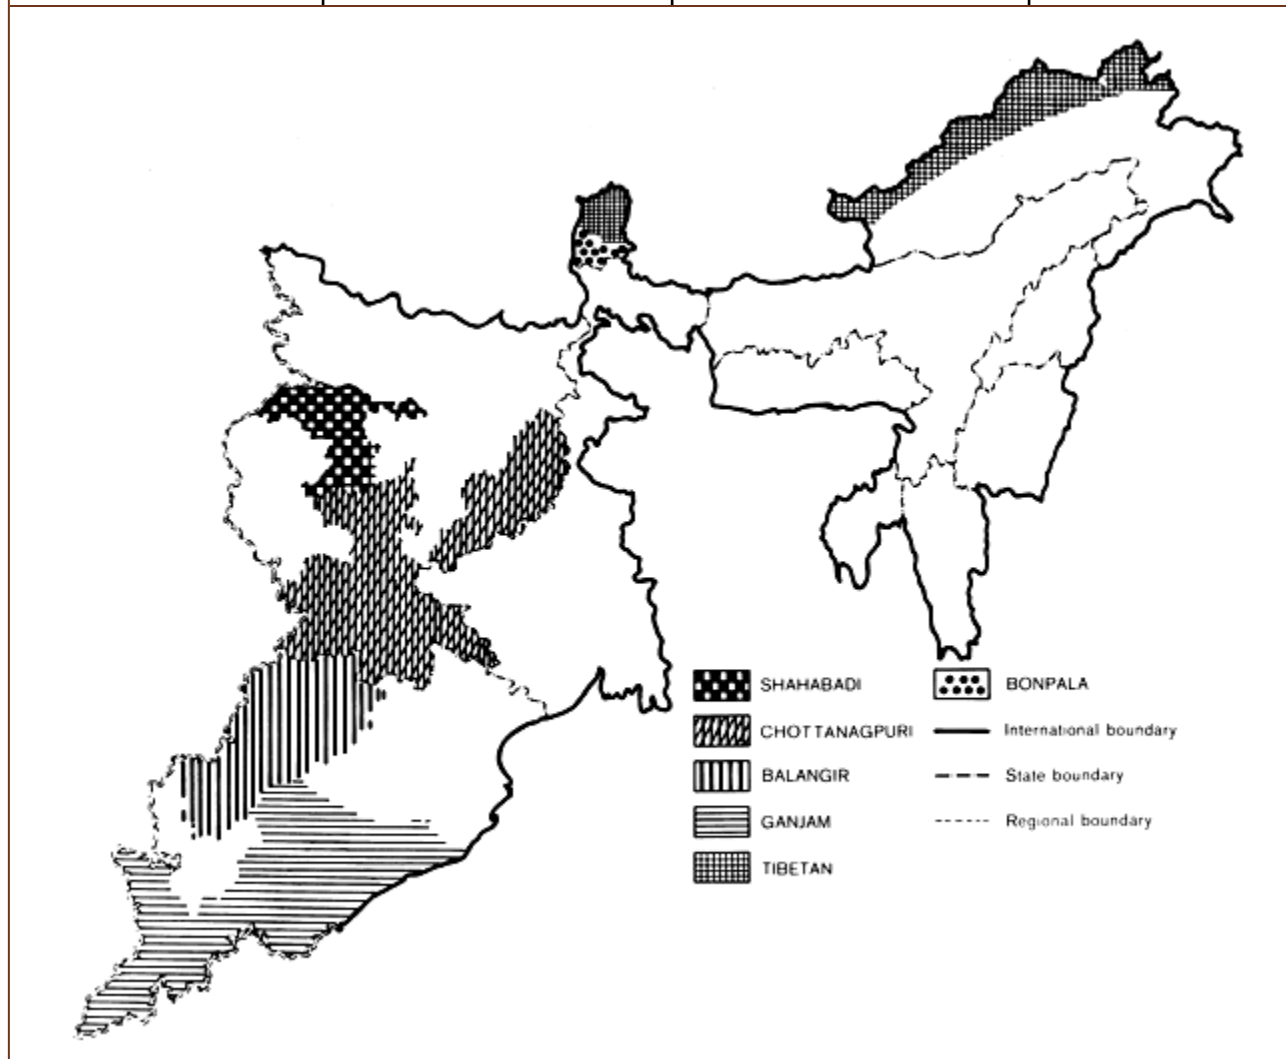 SHAHABADI
CHOTTANAGPURI
BALANGIR
GANJAM
TIBETAN
BONPALA
International boundary
State boundary
Regional boundary